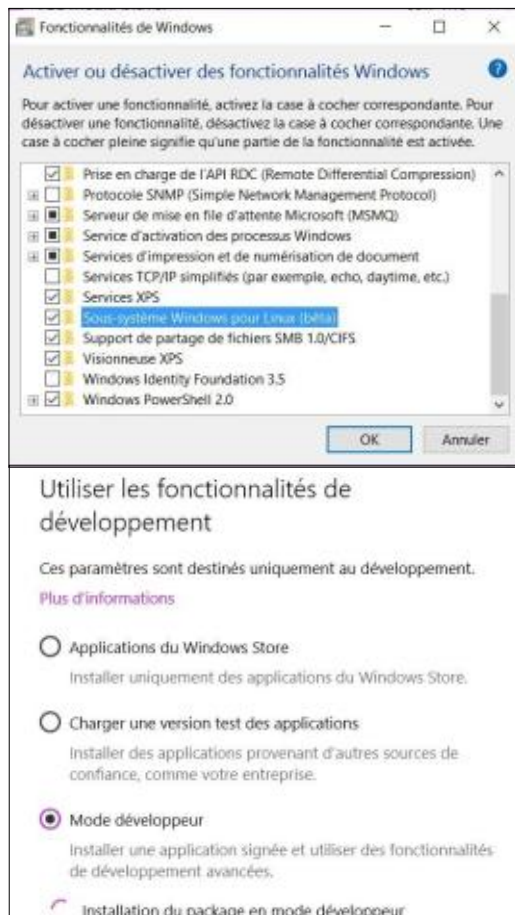 Fonctionnalités de Windows
Activer ou désactiver des fonctionnalités Windows
Pour activer une fonctionnalité, activez la case à cocher correspondante. Pour
désactiver une fonctionnalité, désactivez la case à cocher correspondante. Une
case à cocher pleine signifie qu'une partie de la fonctionnalité est activée.
Prise en charge de l'API RDC (Remote Differential Compression)
Protocole SNMP (Simple Network Management Protocol)
Serveur de mise en file d'attente Microsoft (MSMQ)
Service d'activation des processus Windows
Services d'impression et de numérisation de document
Services TCP/IP simplifiés (par exemple, echo, daytime, etc.)
Services XPS
Sous-système Windows pour Linux (bêta)
Support de partage de fichiers SMB 1.0/CIFS
Visionneuse XPS
Windows Identity Foundation 3.5
Windows PowerShell 2.0
OK Annuler
Utiliser les fonctionnalités de
développement
Ces paramètres sont destinés uniquement au développement.
Plus d'informations
Applications du Windows Store
Installer uniquement des applications du Windows Store.
Charger une version test des applications
Installer des applications provenant d'autres sources de
confiance, comme votre entreprise.
Mode développeur
Installer une application signée et utiliser des fonctionnalités
de développement avancées.
Installation du package en mode développeur